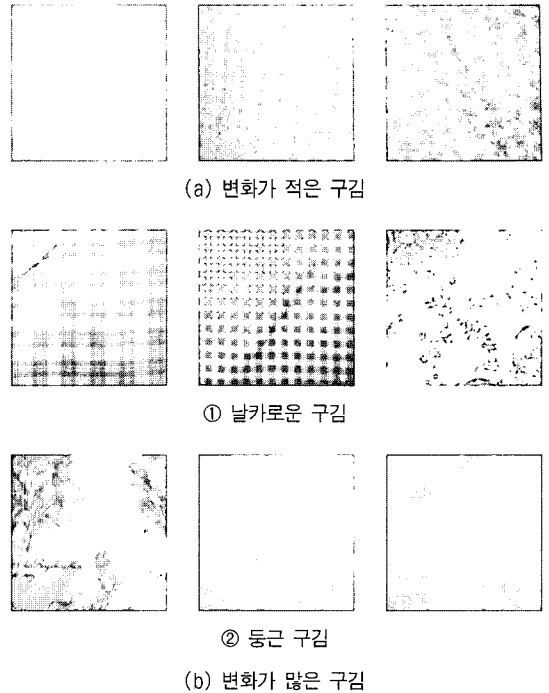 (a) 변화가 적은 구김
① 날카로운 구김
② 둥근 구김
(b) 변화가 많은 구김